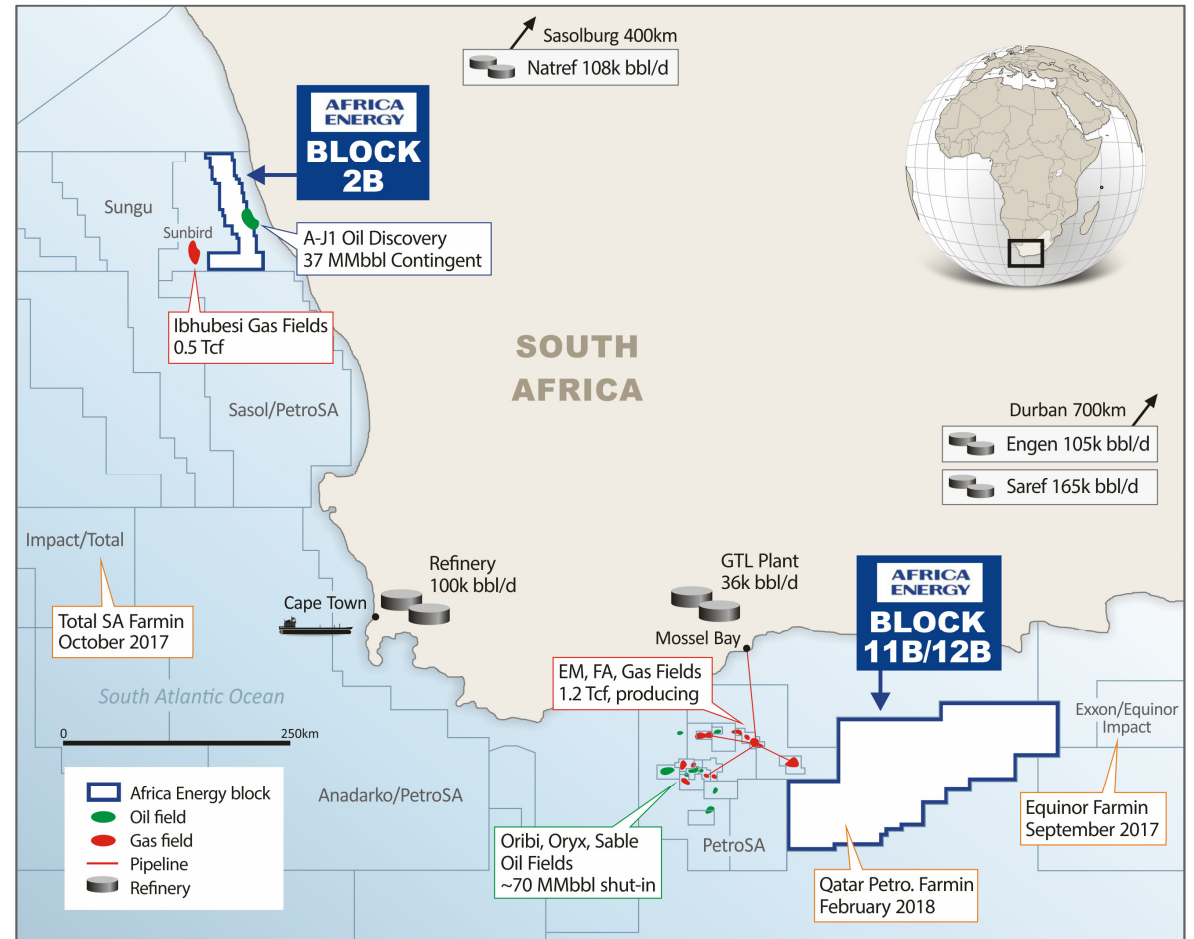 Sasolburg 400km
Natref 108k bbl/d
AFRICA
ENERGY
BLOCK
2B
Sungu
Sunbird
A-J1 Oil Discovery
37 MMbbl Contingent
Ibhubesi Gas Fields
0.5 Tcf
SOUTH
AFRICA
Sasol/PetroSA
Durban 700km
Engen 105k bbl/d
Saref 165k bbl/d
Impact/Total
Total SA Farmin
October 2017
Refinery
100k bbl/d
Cape Town
GTL Plant
36k bbl/d
Mossel Bay
AFRICA
ENERGY
BLOCK
11B/12B
EM, FA, Gas Fields
1.2 Tcf, producing
South Atlantic Ocean
0
250km
Exxon/Equinor
Impact
Equinor Farmin
September 2017
Anadarko/PetroSA
Oribi, Oryx, Sable
Oil Fields
~70 MMbbl shut-in
PetroSA
Qatar Petro. Farmin
February 2018
Africa Energy block
Oil field
Gas field
Pipeline
Refinery